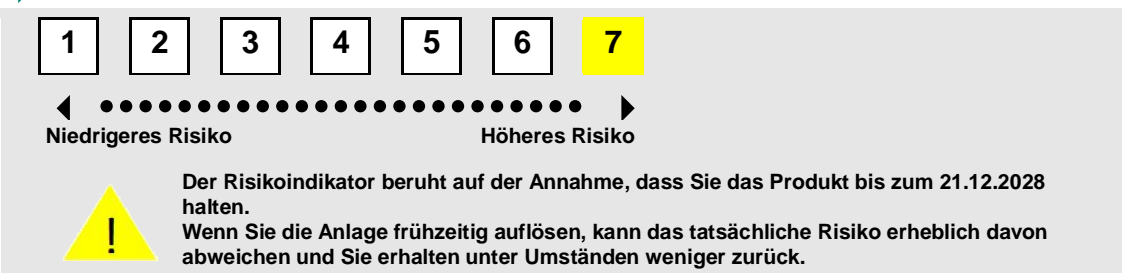 1 2 3 4 5 6 7
Niedrigeres Risiko Höheres Risiko
Der Risikoindikator beruht auf der Annahme, dass Sie das Produkt bis zum 21.12.2028
halten.
Wenn Sie die Anlage frühzeitig auflösen, kann das tatsächliche Risiko erheblich davon
abweichen und Sie erhalten unter Umständen weniger zurück.
!